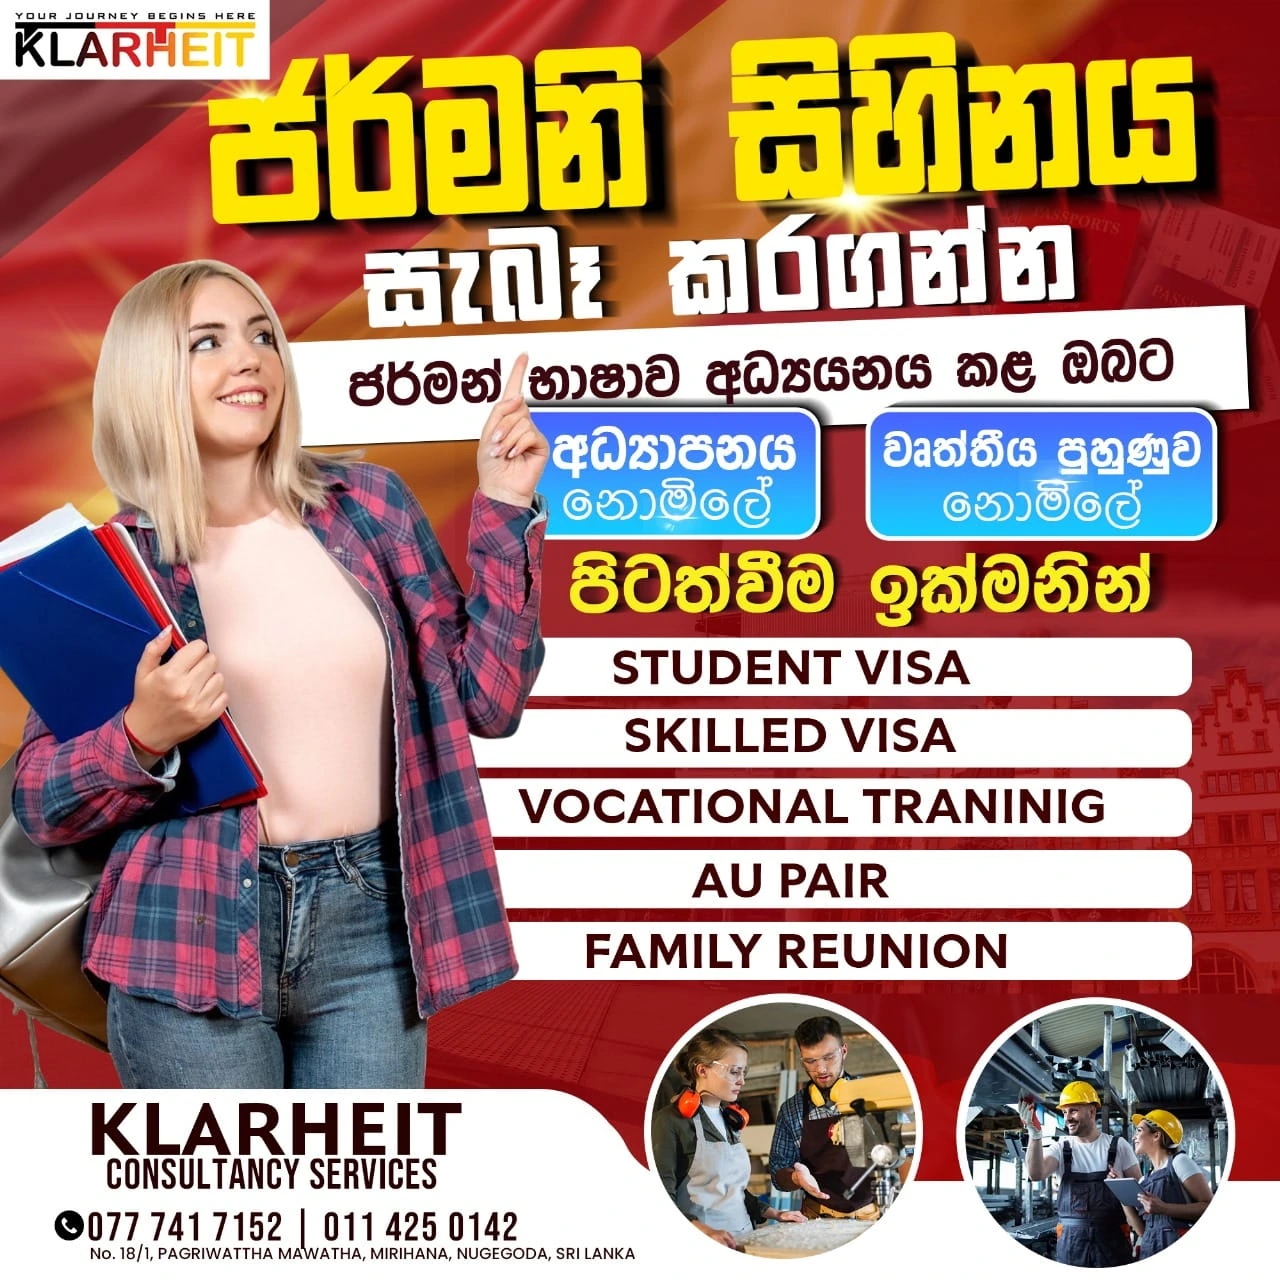 YOUR JOURNEY BEGINS HERE
KLARHEIT
ජර්මනි සිහිනය
සැබෑ කරගන්න
ජර්මන් භාෂාව අධ්‍යයනය කළ ඔබට
අධ්‍යාපනය
නොමිලේ
වෘත්තීය පුහුණුව
නොමිලේ
පිටත්වීම ඉක්මනින්
STUDENT VISA
SKILLED VISA
VOCATIONAL TRANINIG
AU PAIR
FAMILY REUNION
KLARHEIT
CONSULTANCY SERVICES
077 741 7152 | 011 425 0142
No. 18/1, PAGRIWATTHA MAWATHA, MIRIHANA, NUGEGODA, SRI LANKA
PASSPORTS